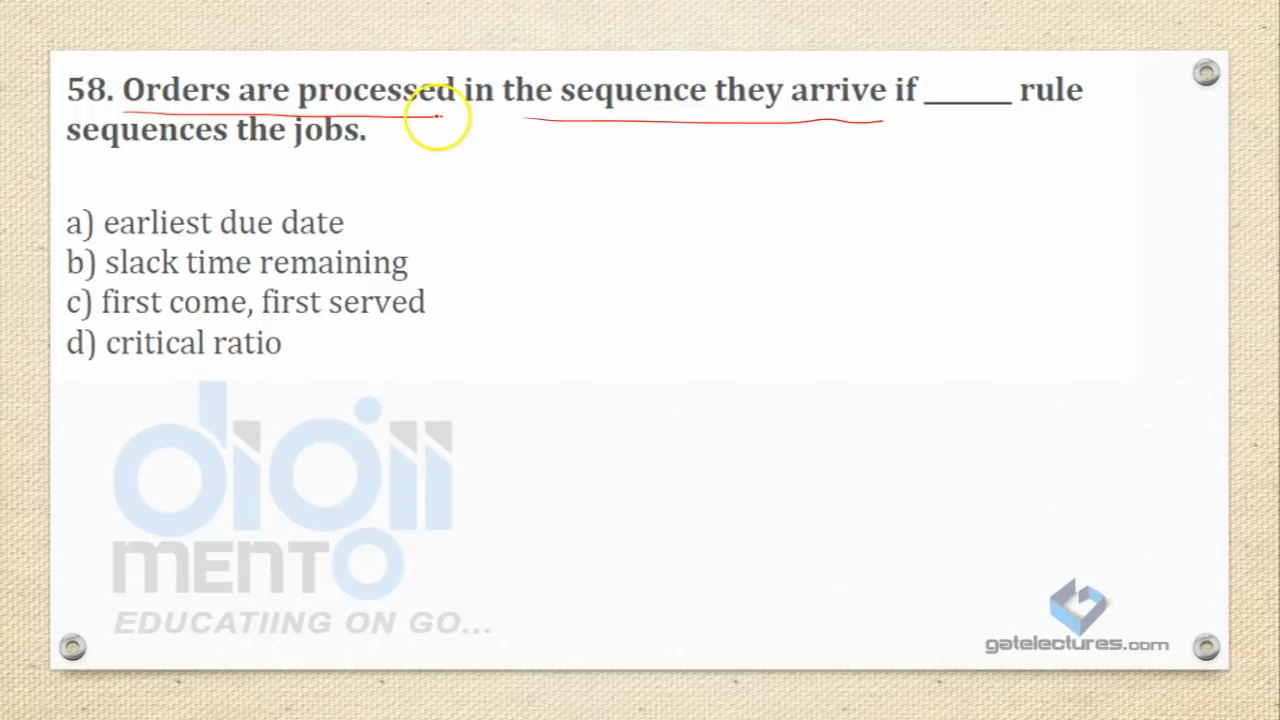 58. Orders are processed in the sequence they arrive if ______ rule
sequences the jobs.
a) earliest due date
b) slack time remaining
c) first come, first served
d) critical ratio
digii
MENTO
EDUCATIING ON GO...
gatelectures.com